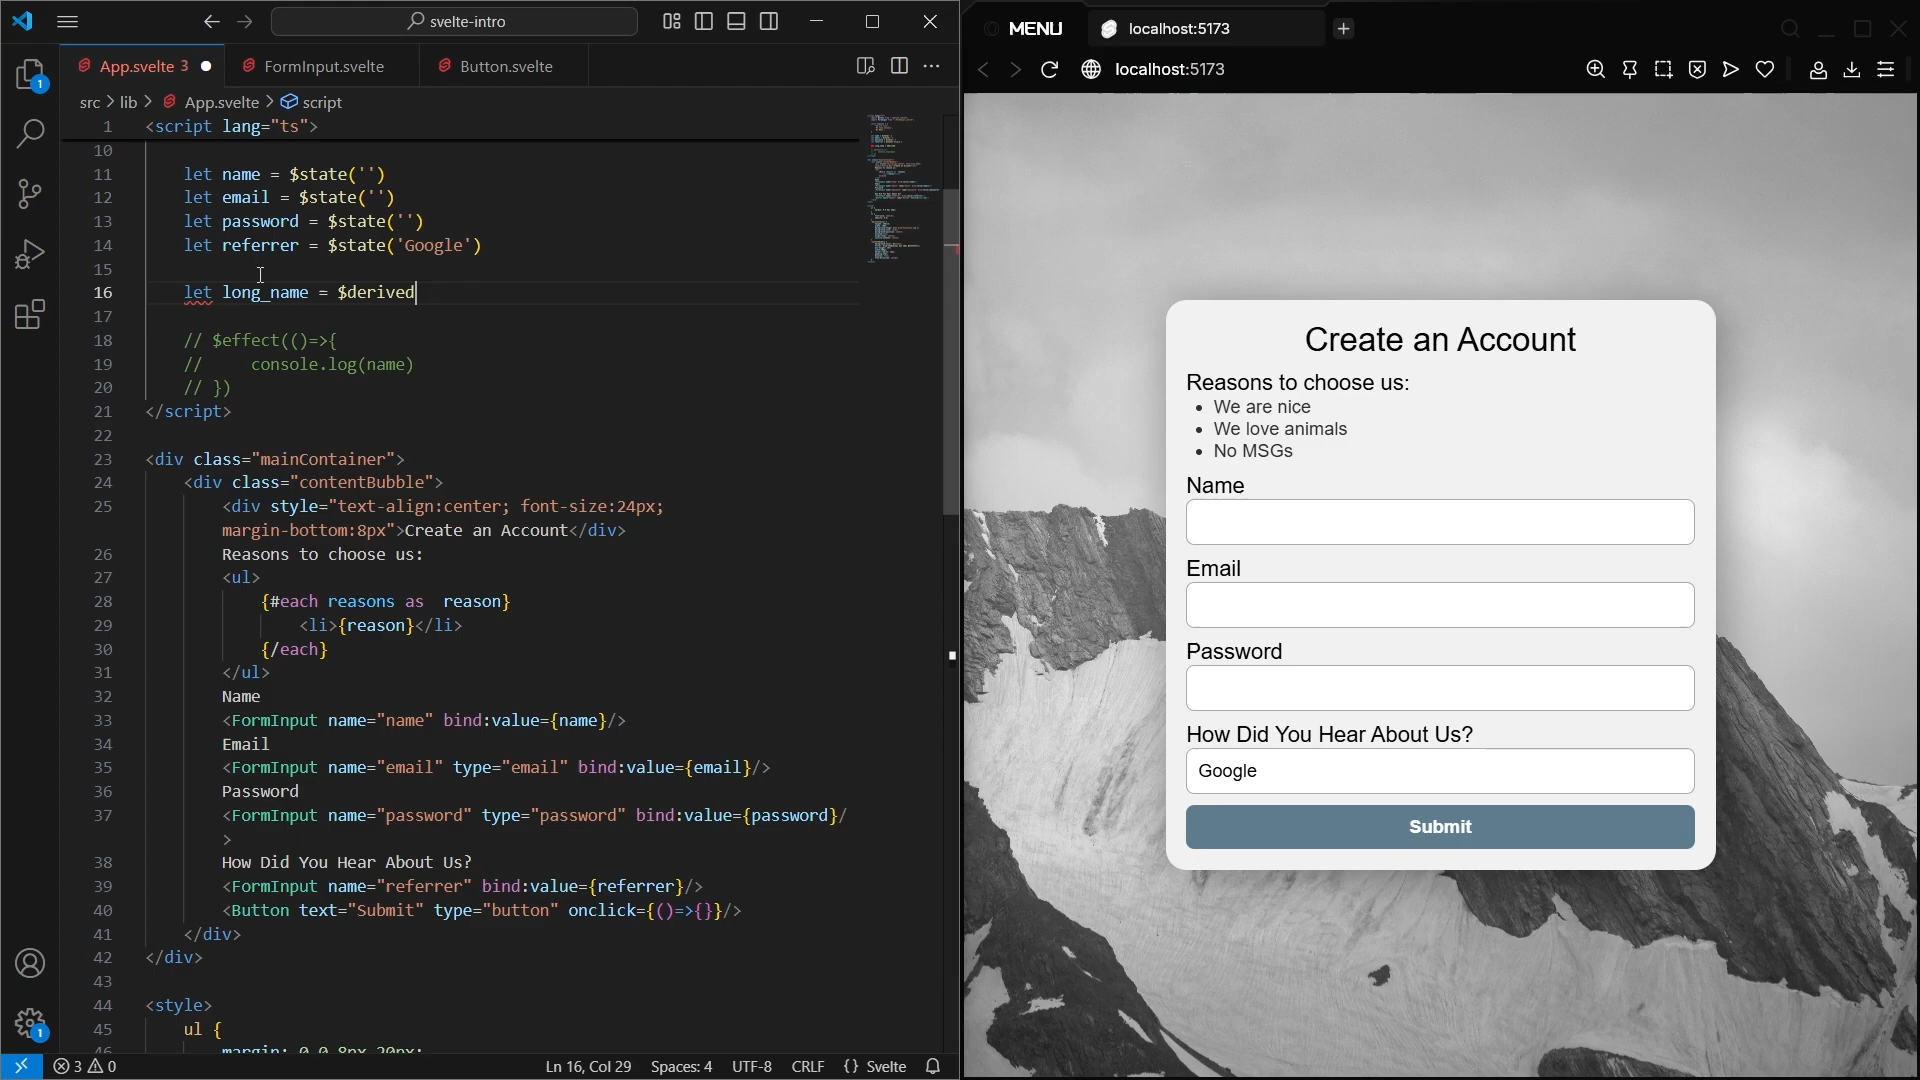 svelte-intro
App.svelte 3
FormInput.svelte
Button.svelte
src > lib > App.svelte > script
1 <script lang="ts">
10
11 let name = $state('')
12 let email = $state('')
13 let password = $state('')
14 let referrer = $state('Google')
15
16 let long_name = $derived
17
18 // $effect(()=>{
19 // console.log(name)
20 // })
21 </script>
22
23 <div class="mainContainer">
24 <div class="contentBubble">
25 <div style="text-align:center; font-size:24px;
margin-bottom:8px">Create an Account</div>
26 Reasons to choose us:
27 <ul>
28 {#each reasons as  reason}
29 <li>{reason}</li>
30 {/each}
31 </ul>
32 Name
33 <FormInput name="name" bind:value={name}/>
34 Email
35 <FormInput name="email" type="email" bind:value={email}/>
36 Password
37 <FormInput name="password" type="password" bind:value={password}/
>
38 How Did You Hear About Us?
39 <FormInput name="referrer" bind:value={referrer}/>
40 <Button text="Submit" type="button" onclick={()=>{}}/>
41 </div>
42 </div>
43
44 <style>
45 ul {
46 margin: 0 0 8px 20px;
1
1
3 0
Ln 16, Col 29
Spaces: 4
UTF-8
CRLF
{} Svelte
MENU
localhost:5173
localhost:5173
Create an Account
Reasons to choose us:
• We are nice
• We love animals
• No MSGs
Name
Email
Password
How Did You Hear About Us?
Google
Submit